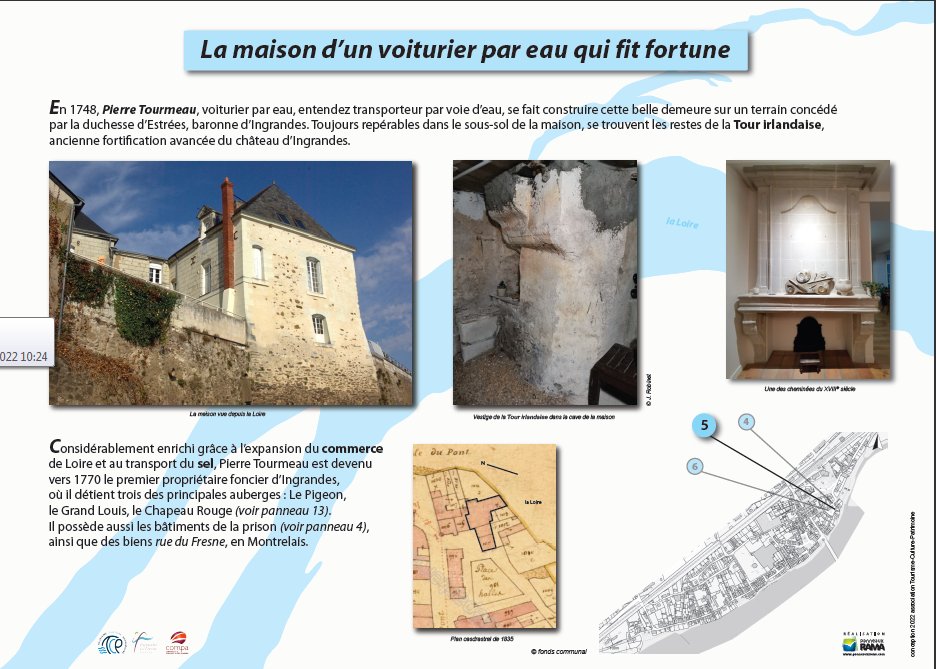 La maison d'un voiturier par eau qui fit fortune
En 1748, Pierre Tourmeau, voiturier par eau, entendez transporteur par voie d'eau, se fait construire cette belle demeure sur un terrain concédé
par la duchesse d'Estrées, baronne d'Ingrandes. Toujours repérables dans le sous-sol de la maison, se trouvent les restes de la Tour irlandaise,
ancienne fortification avancée du château d'Ingrandes.
la Loire
022 10:24
© J. Robinet
La maison vue depuis la Loire
Vestige de la Tour irlandaise dans la cave de la maison
Une des cheminées du XVIIIe siècle
Considérablement enrichi grâce à l'expansion du commerce
de Loire et au transport du sel, Pierre Tourmeau est devenu
vers 1770 le premier propriétaire foncier d'Ingrandes,
où il détient trois des principales auberges : Le Pigeon,
le Grand Louis, le Chapeau Rouge (voir panneau 13).
Il possède aussi les bâtiments de la prison (voir panneau 4),
ainsi que des biens rue du Fresne, en Montrelais.
du Pont
N
la Loire
Place
Plan cadastral de 1835
© fonds communal
5
4
6
conception 2022 association Tourisme-Culture-Patrimoine
compa
RÉALISATION
RAMA